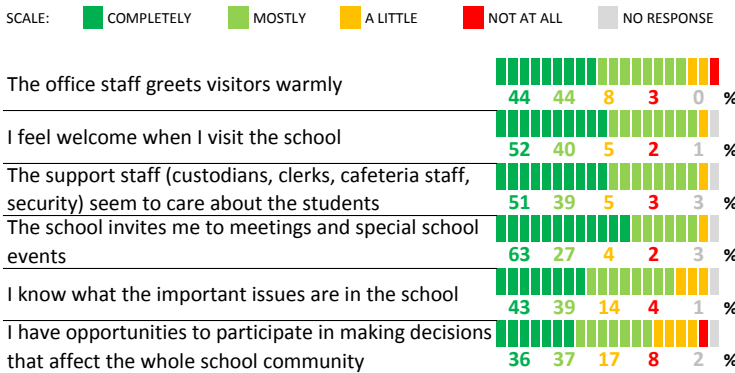 SCALE: COMPLETELY MOSTLY A LITTLE NOT AT ALL NO RESPONSE
The office staff greets visitors warmly
44 44 8 3 0 %
I feel welcome when I visit the school
52 40 5 2 1 %
The support staff (custodians, clerks, cafeteria staff,
security) seem to care about the students
51 39 5 3 3 %
The school invites me to meetings and special school
events
63 27 4 2 3 %
I know what the important issues are in the school
43 39 14 4 1 %
I have opportunities to participate in making decisions
that affect the whole school community
36 37 17 8 2 %